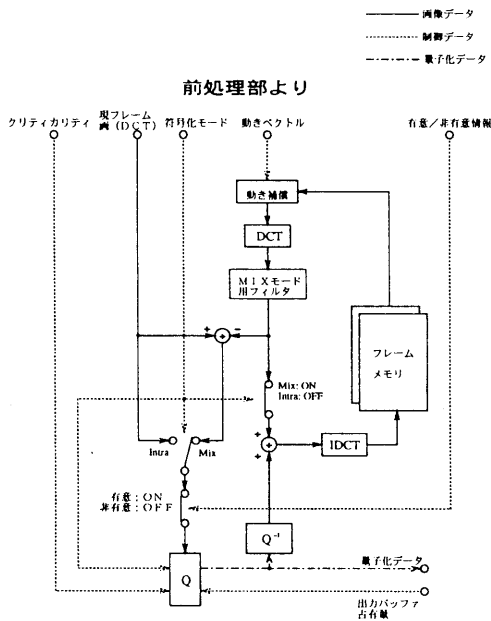 画像データ
制御データ
量子化データ
前処理部より
クリティカリティ
現フレーム
画(DCT)
符号化モード
動きベクトル
有意/非有意情報
動き補償
DCT
MIXモード
用フィルタ
+
−
+
フレーム
メモリ
Mix: ON
Intra: OFF
+
+
+
IDCT
Intra
Mix
有意:ON
非有意:OFF
Q⁻¹
Q
量子化データ
出力バッファ
占有量